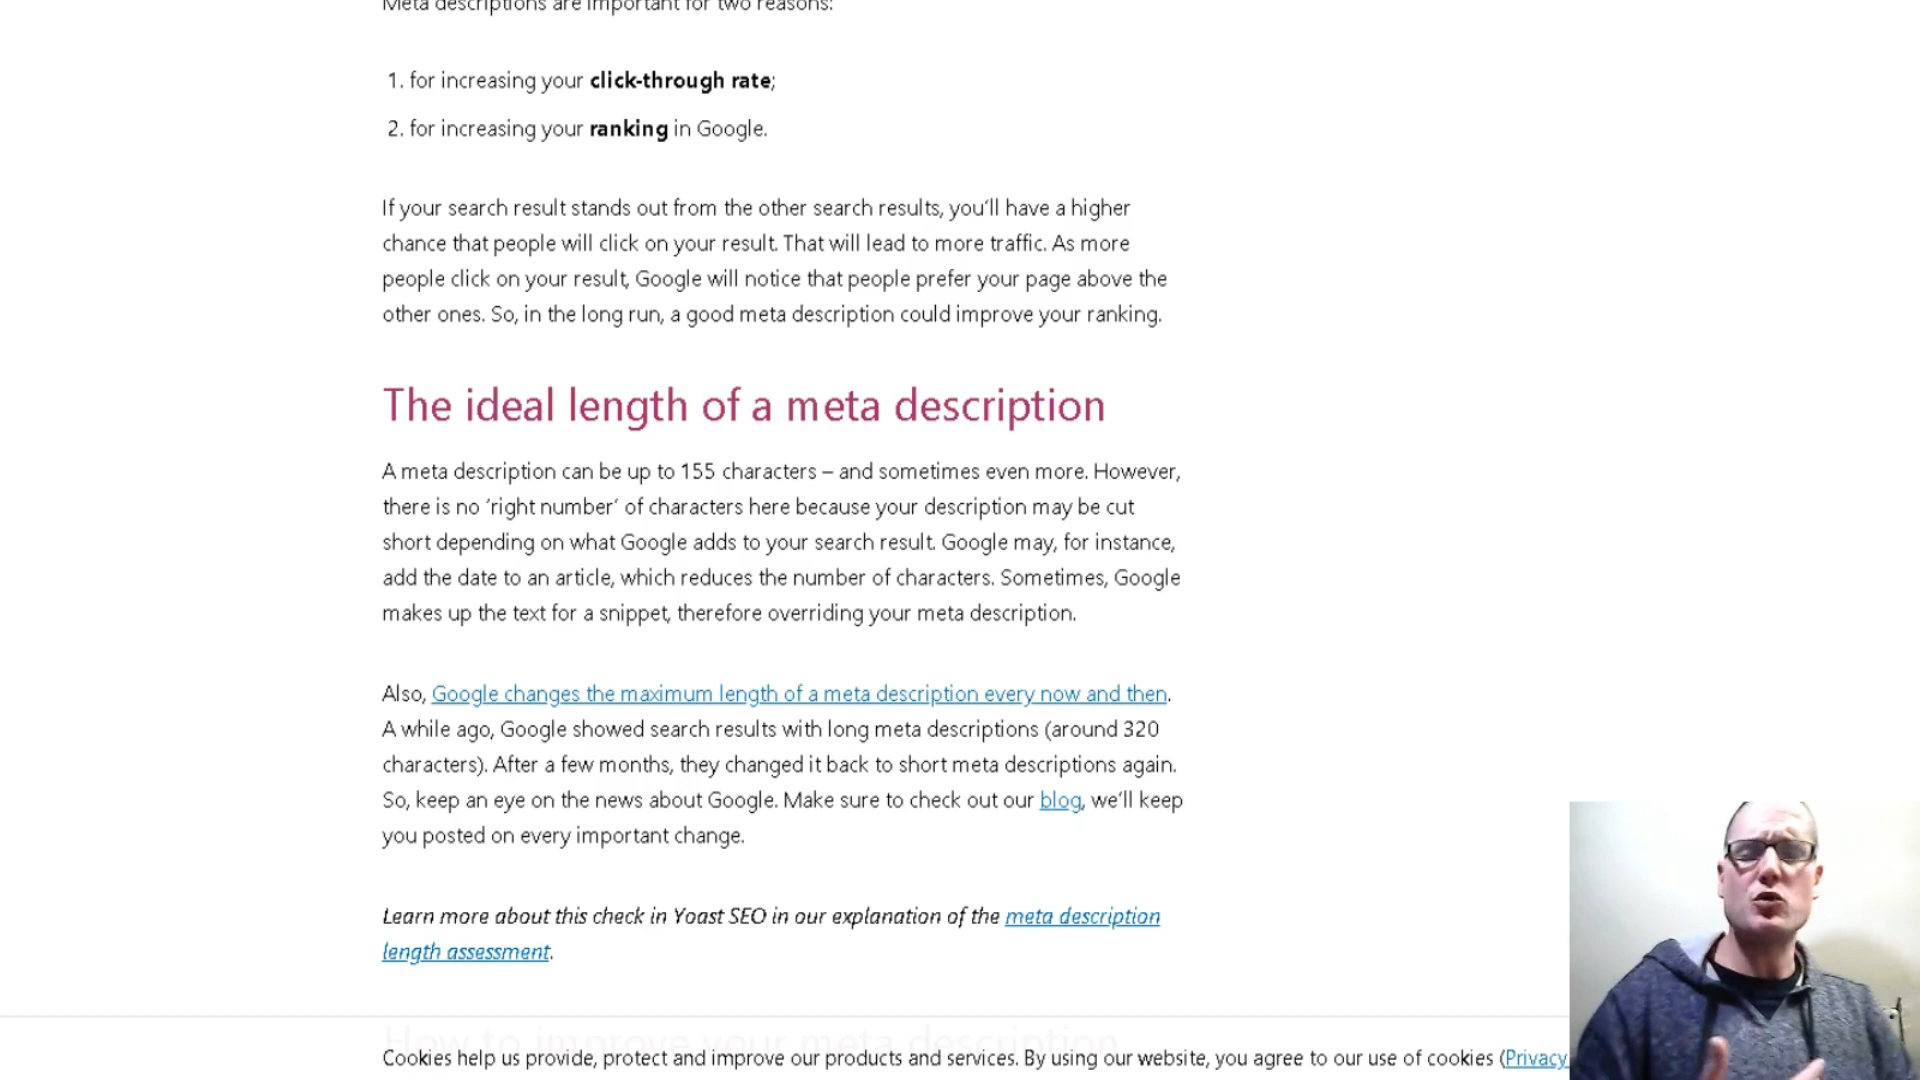 Meta descriptions are important for two reasons:
1. for increasing your click-through rate;
2. for increasing your ranking in Google.
If your search result stands out from the other search results, you'll have a higher
chance that people will click on your result. That will lead to more traffic. As more
people click on your result, Google will notice that people prefer your page above the
other ones. So, in the long run, a good meta description could improve your ranking.
The ideal length of a meta description
A meta description can be up to 155 characters – and sometimes even more. However,
there is no ‘right number’ of characters here because your description may be cut
short depending on what Google adds to your search result. Google may, for instance,
add the date to an article, which reduces the number of characters. Sometimes, Google
makes up the text for a snippet, therefore overriding your meta description.
Also, Google changes the maximum length of a meta description every now and then.
A while ago, Google showed search results with long meta descriptions (around 320
characters). After a few months, they changed it back to short meta descriptions again.
So, keep an eye on the news about Google. Make sure to check out our blog, we'll keep
you posted on every important change.
Learn more about this check in Yoast SEO in our explanation of the meta description
length assessment.
How to improve your meta description
Cookies help us provide, protect and improve our products and services. By using our website, you agree to our use of cookies (Privacy